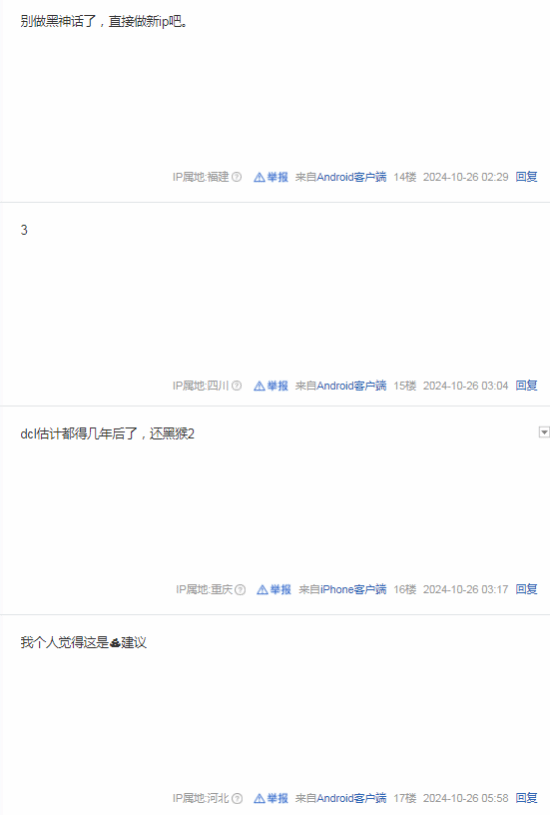 别做黑神话了，直接做新ip吧。
IP属地:福建 举报 来自Android客户端 14楼 2024-10-26 02:29 回复
3
IP属地:四川 举报 来自Android客户端 15楼 2024-10-26 03:04 回复
dcl估计都得几年后了，还黑猴2
IP属地:重庆 举报 来自iPhone客户端 16楼 2024-10-26 03:17 回复
我个人觉得这是💩建议
IP属地:河北 举报 来自Android客户端 17楼 2024-10-26 05:58 回复